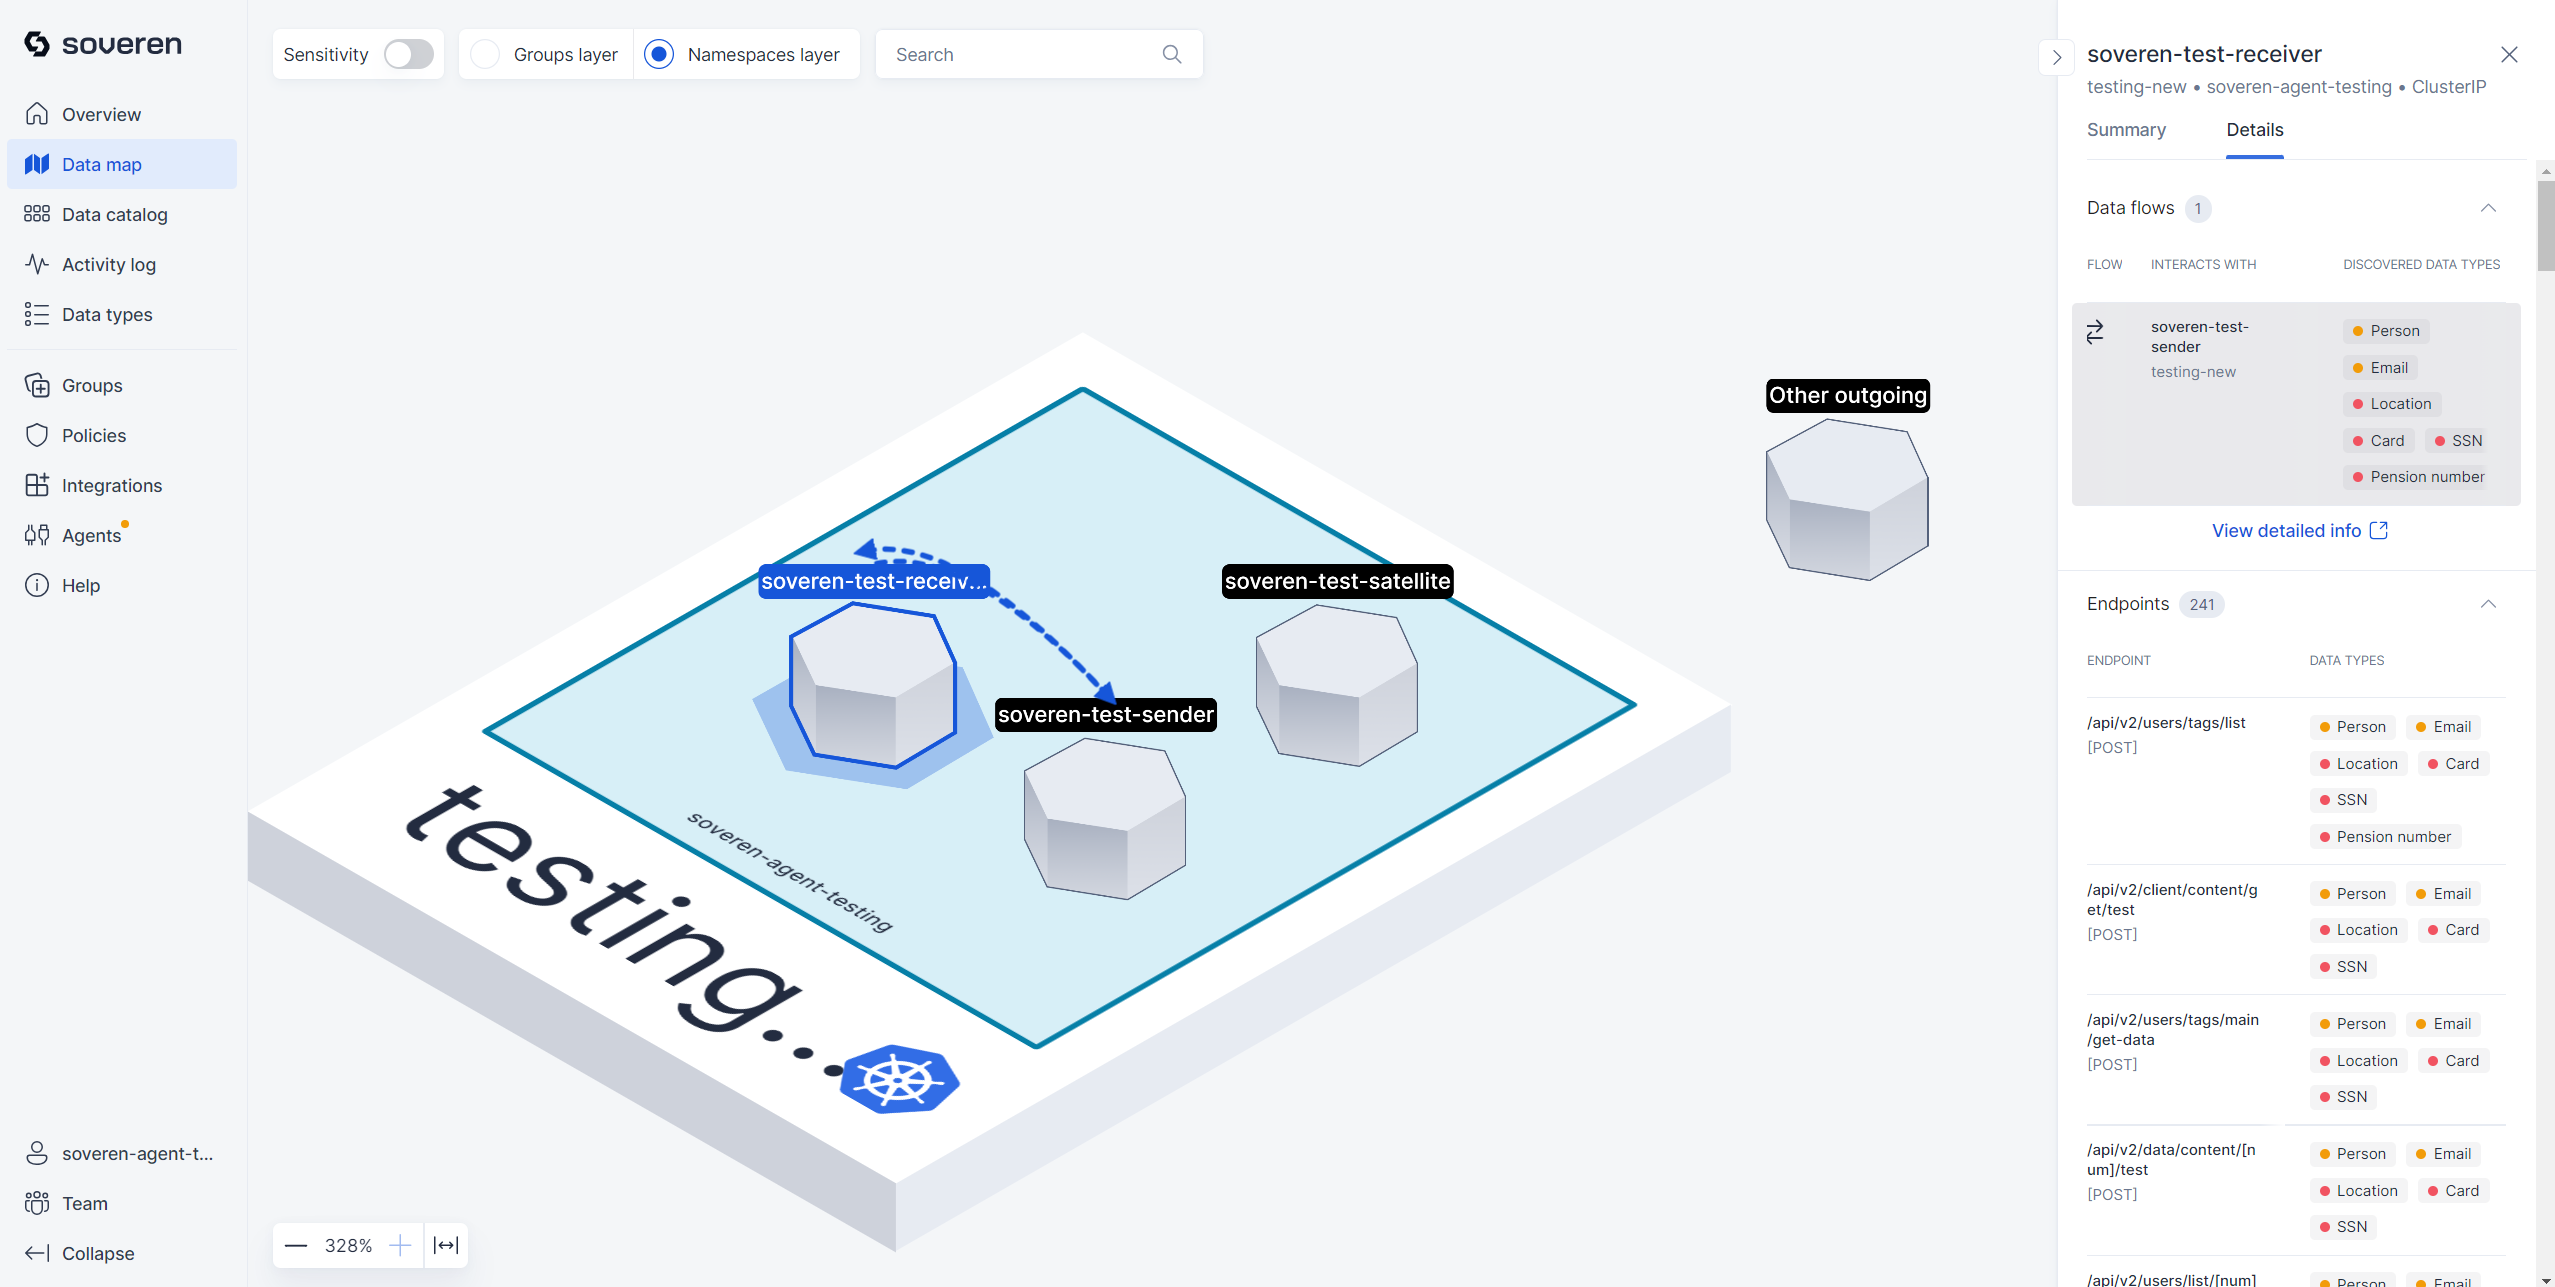 soveren
Overview
Data map
Data catalog
Activity log
Data types
Groups
Policies
Integrations
Agents
Help
soveren-agent-t...
Team
Collapse
Sensitivity
Groups layer
Namespaces layer
Search
Other outgoing
soveren-test-receiv...
soveren-test-satellite
soveren-test-sender
soveren-agent-testing
testing...
328%
soveren-test-receiver
testing-new • soveren-agent-testing • ClusterIP
Summary
Details
Data flows 1
FLOW INTERACTS WITH DISCOVERED DATA TYPES
soveren-test-
sender
testing-new
Person
Email
Location
Card SSN
Pension number
View detailed info
Endpoints 241
ENDPOINT DATA TYPES
/api/v2/users/tags/list
[POST]
Person Email
Location Card
SSN
Pension number
/api/v2/client/content/g
et/test
[POST]
Person Email
Location Card
SSN
/api/v2/users/tags/main
/get-data
[POST]
Person Email
Location Card
SSN
/api/v2/data/content/[n
um]/test
[POST]
Person Email
Location Card
SSN
/api/v2/users/list/[num]
Person Email